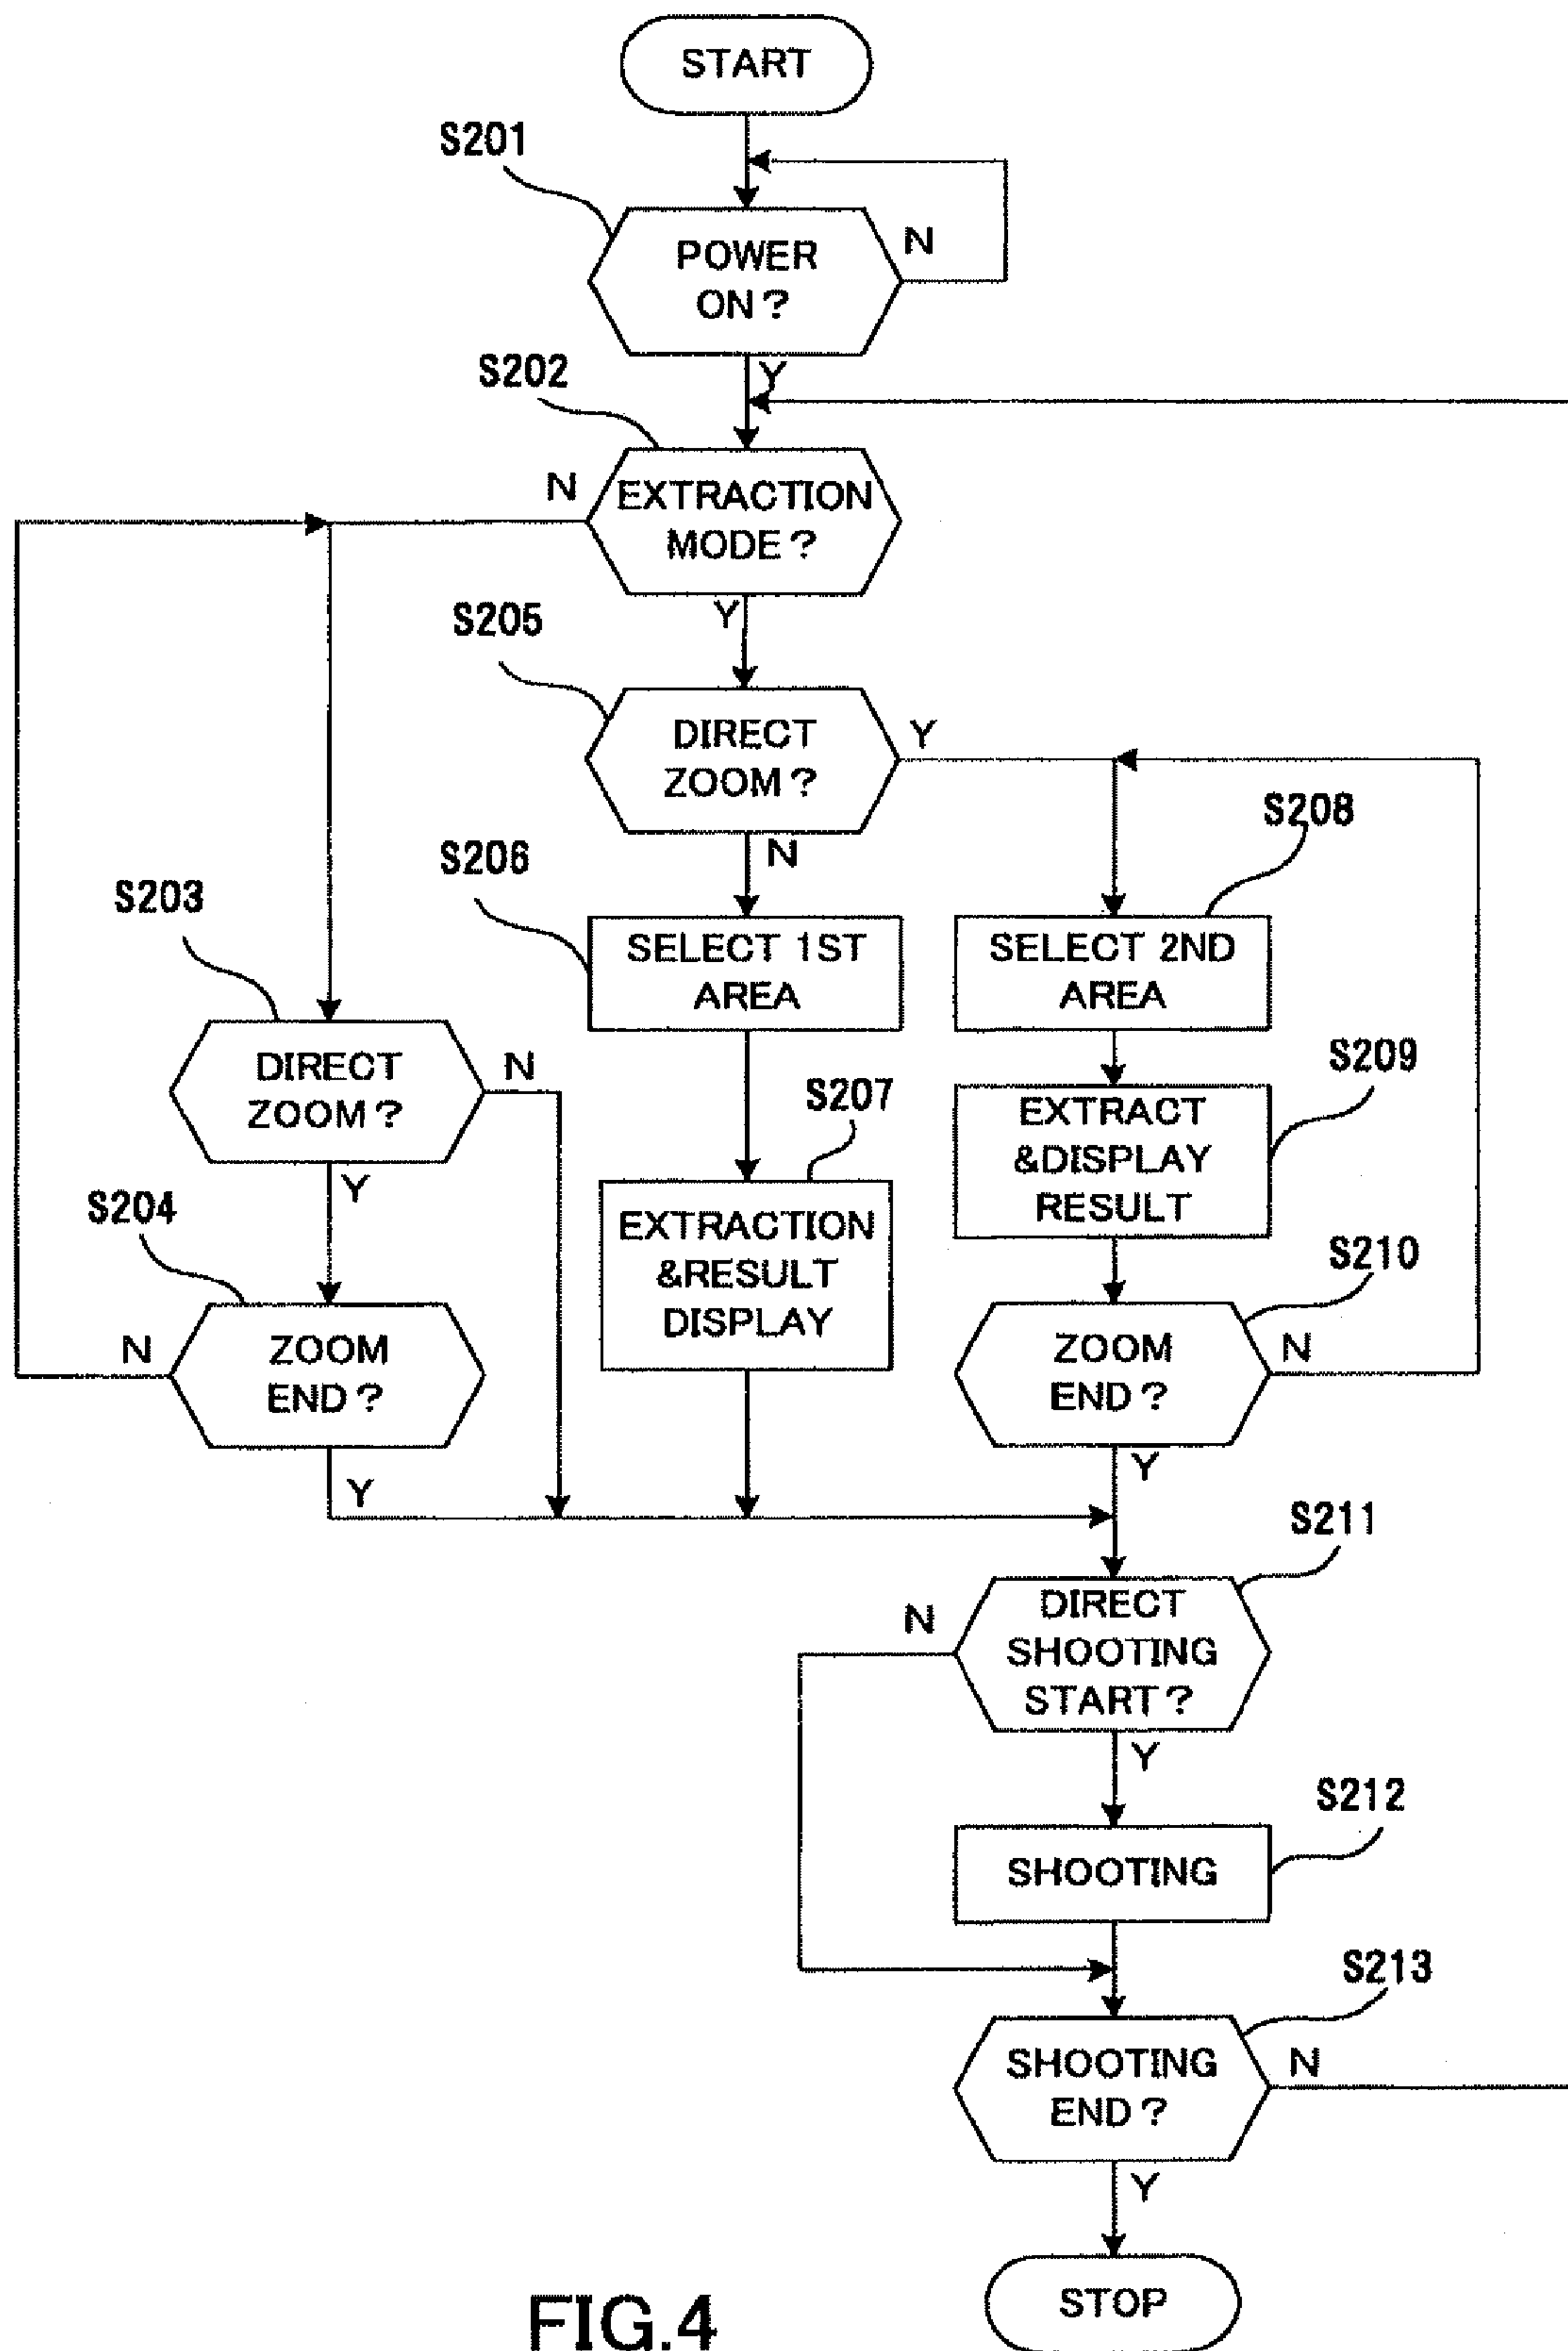 START
S201
POWER
ON?
N
Y
S202
N
EXTRACTION
MODE?
Y
S205
DIRECT
ZOOM?
Y
N
S208
S206
SELECT 1ST
AREA
SELECT 2ND
AREA
S203
DIRECT
ZOOM?
N
Y
S207
EXTRACTION
&RESULT
DISPLAY
S209
EXTRACT
&DISPLAY
RESULT
S204
ZOOM
END?
N
Y
S210
ZOOM
END?
N
Y
S211
DIRECT
SHOOTING
START?
N
Y
S212
SHOOTING
S213
SHOOTING
END?
N
Y
STOP
FIG.4